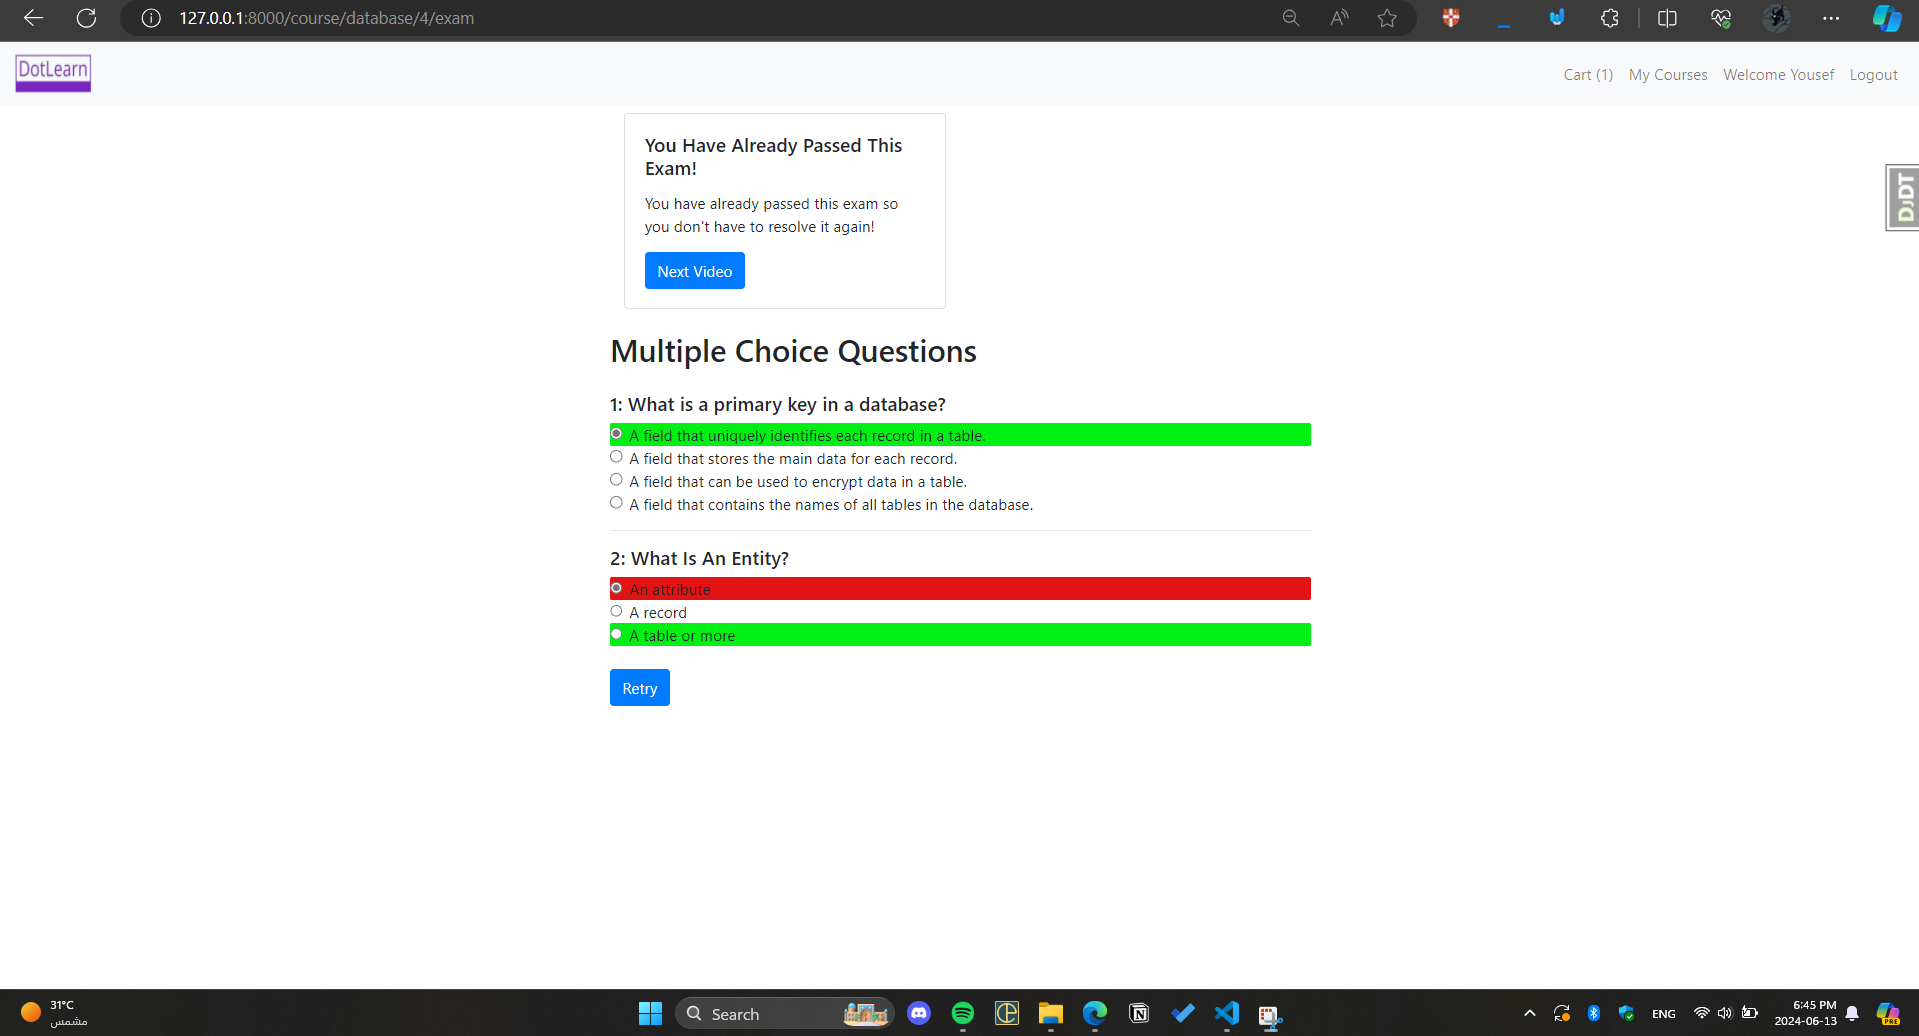 127.0.0.1:8000/course/database/4/exam
DotLearn
Cart (1) My Courses Welcome Yousef Logout
You Have Already Passed This
Exam!
You have already passed this exam so
you don't have to resolve it again!
Next Video
DJDT
Multiple Choice Questions
1: What is a primary key in a database?
A field that uniquely identifies each record in a table.
A field that stores the main data for each record.
A field that can be used to encrypt data in a table.
A field that contains the names of all tables in the database.
2: What Is An Entity?
An attribute
A record
A table or more
Retry
31°C
مشمس
Search
ENG
6:45 PM
2024-06-13
PRE